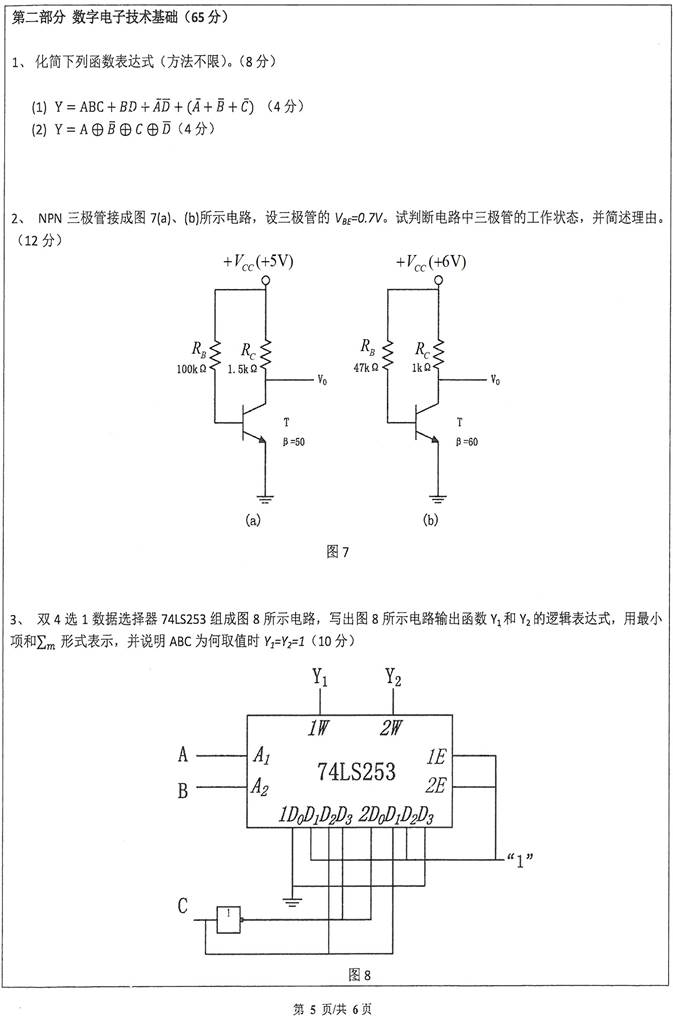 第二部分 数字电子技术基础（65 分）
1、 化简下列函数表达式（方法不限）。（8 分）
(1) Y = ABC + BD + A̅D̅ + (A̅ + B̅ + C̅) （4 分）
(2) Y = A ⊕ B̅ ⊕ C ⊕ D̅（4 分）
2、 NPN 三极管接成图 7(a)、(b)所示电路，设三极管的 VBE=0.7V。试判断电路中三极管的工作状态，并简述理由。
（12 分）
+VCC(+5V) +VCC(+6V)
RB RC RB RC
100kΩ 1.5kΩ 47kΩ 1kΩ
V0 V0
T T
β=50 β=60
(a) (b)
图 7
3、 双 4 选 1 数据选择器 74LS253 组成图 8 所示电路，写出图 8 所示电路输出函数 Y1 和 Y2 的逻辑表达式，用最小
项和∑m 形式表示，并说明 ABC 为何取值时 Y1=Y2=1（10 分）
Y1 Y2
1W 2W
A A1 1E
74LS253
B A2 2E
1D0D1D2D3 2D0D1D2D3
“1”
C 1
图 8
第 5 页/共 6 页